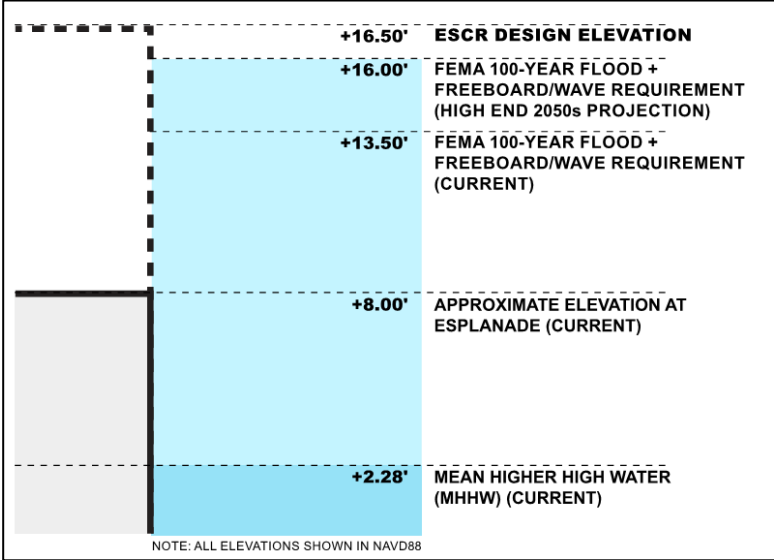 +16.50' ESCR DESIGN ELEVATION
+16.00' FEMA 100-YEAR FLOOD +
FREEBOARD/WAVE REQUIREMENT
(HIGH END 2050s PROJECTION)
+13.50' FEMA 100-YEAR FLOOD +
FREEBOARD/WAVE REQUIREMENT
(CURRENT)
+8.00' APPROXIMATE ELEVATION AT
ESPLANADE (CURRENT)
+2.28' MEAN HIGHER HIGH WATER
(MHHW) (CURRENT)
NOTE: ALL ELEVATIONS SHOWN IN NAVD88